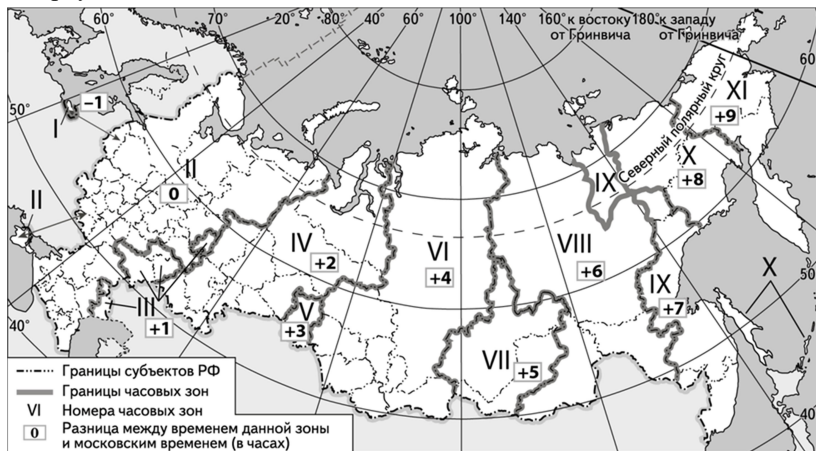 60° 70° 20° 40° 60° 100° 140° 160° к востоку 180° к западу
от Гринвича от Гринвича
60
50°
40°
50
40
Северный полярный круг
I
–1
II
II
0
III
+1
IV
+2
V
+3
VI
+4
VII
+5
VIII
+6
IX
IX
+7
X
+8
X
XI
+9
Границы субъектов РФ
Границы часовых зон
VI Номера часовых зон
0 Разница между временем данной зоны
и московским временем (в часах)